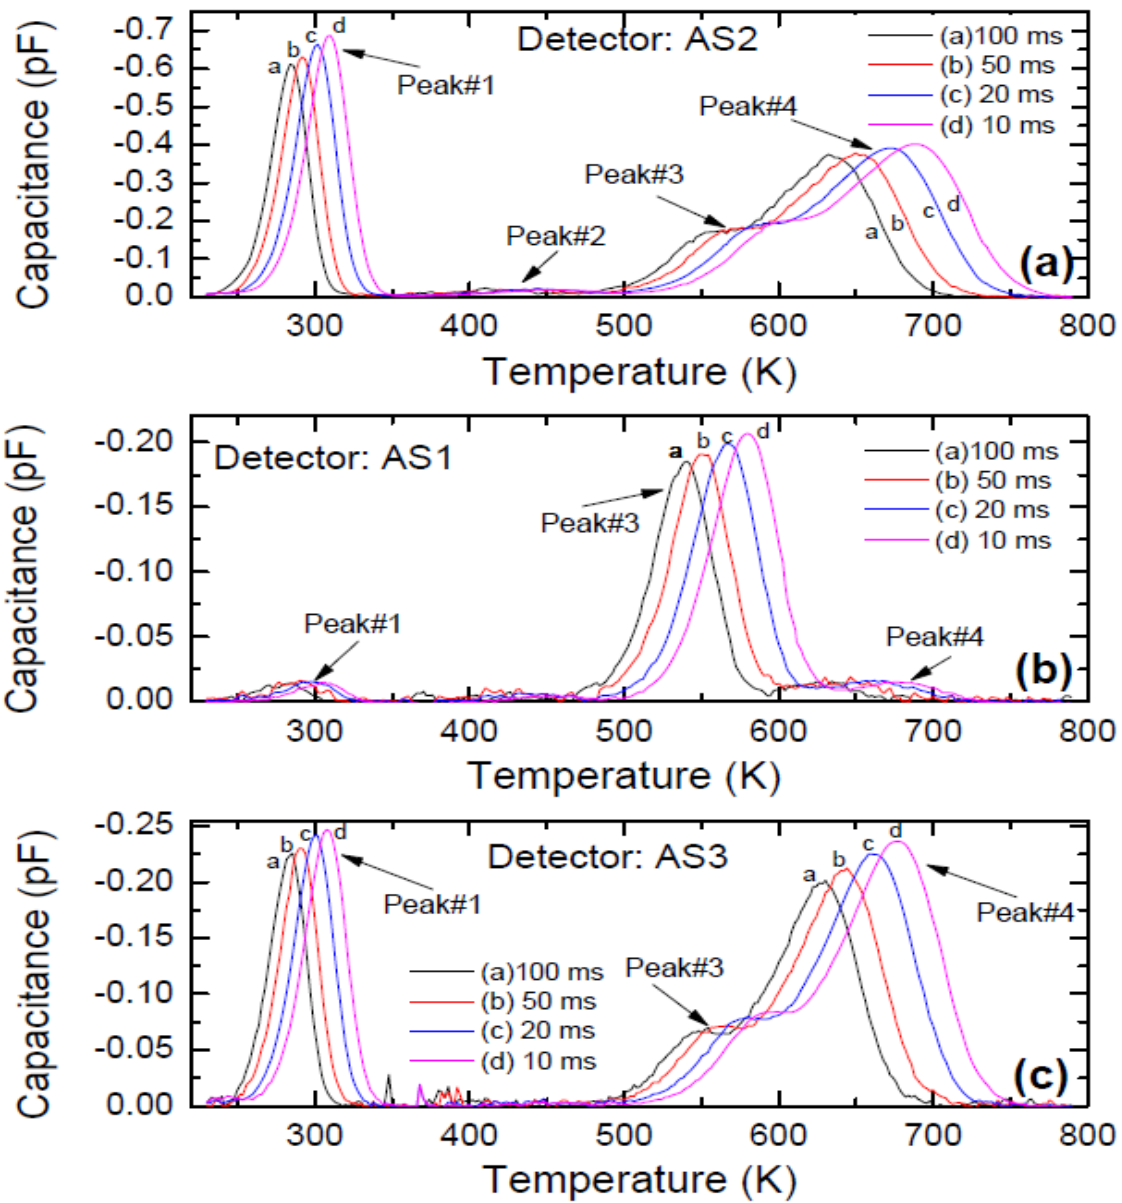 Capacitance (pF)
-0.7
-0.6
-0.5
-0.4
-0.3
-0.2
-0.1
0.0
Detector: AS2
a
b
c
d
Peak#1
Peak#2
Peak#3
Peak#4
a
b
c
d
(a)100 ms
(b) 50 ms
(c) 20 ms
(d) 10 ms
(a)
300 400 500 600 700 800
Temperature (K)
Capacitance (pF)
-0.20
-0.15
-0.10
-0.05
0.00
Detector: AS1
a
b
c
d
Peak#3
Peak#1
Peak#4
(a)100 ms
(b) 50 ms
(c) 20 ms
(d) 10 ms
(b)
300 400 500 600 700 800
Temperature (K)
Capacitance (pF)
-0.25
-0.20
-0.15
-0.10
-0.05
0.00
Detector: AS3
a
b
c
d
Peak#1
a
b
c
d
Peak#4
Peak#3
(a)100 ms
(b) 50 ms
(c) 20 ms
(d) 10 ms
(c)
300 400 500 600 700 800
Temperature (K)